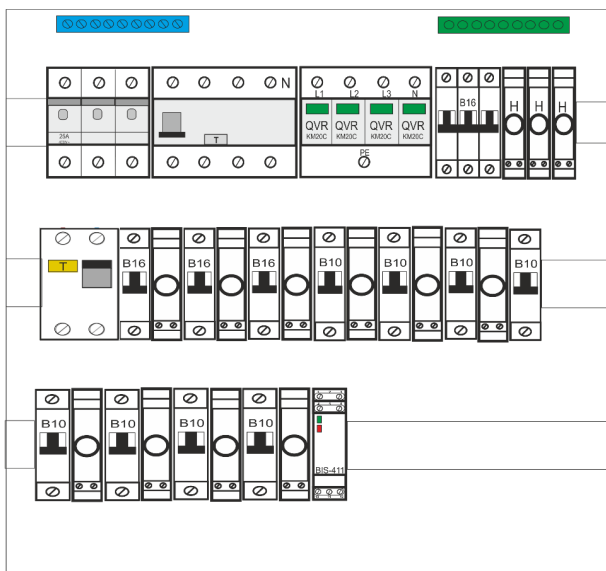 N
L1 L2 L3 N
B16 H H H
QVR QVR QVR QVR
KM20C KM20C KM20C KM20C
25A
T
PE
T B16 B16 B16 B10 B10 B10 B10
B10 B10 B10 B10
BIS-411